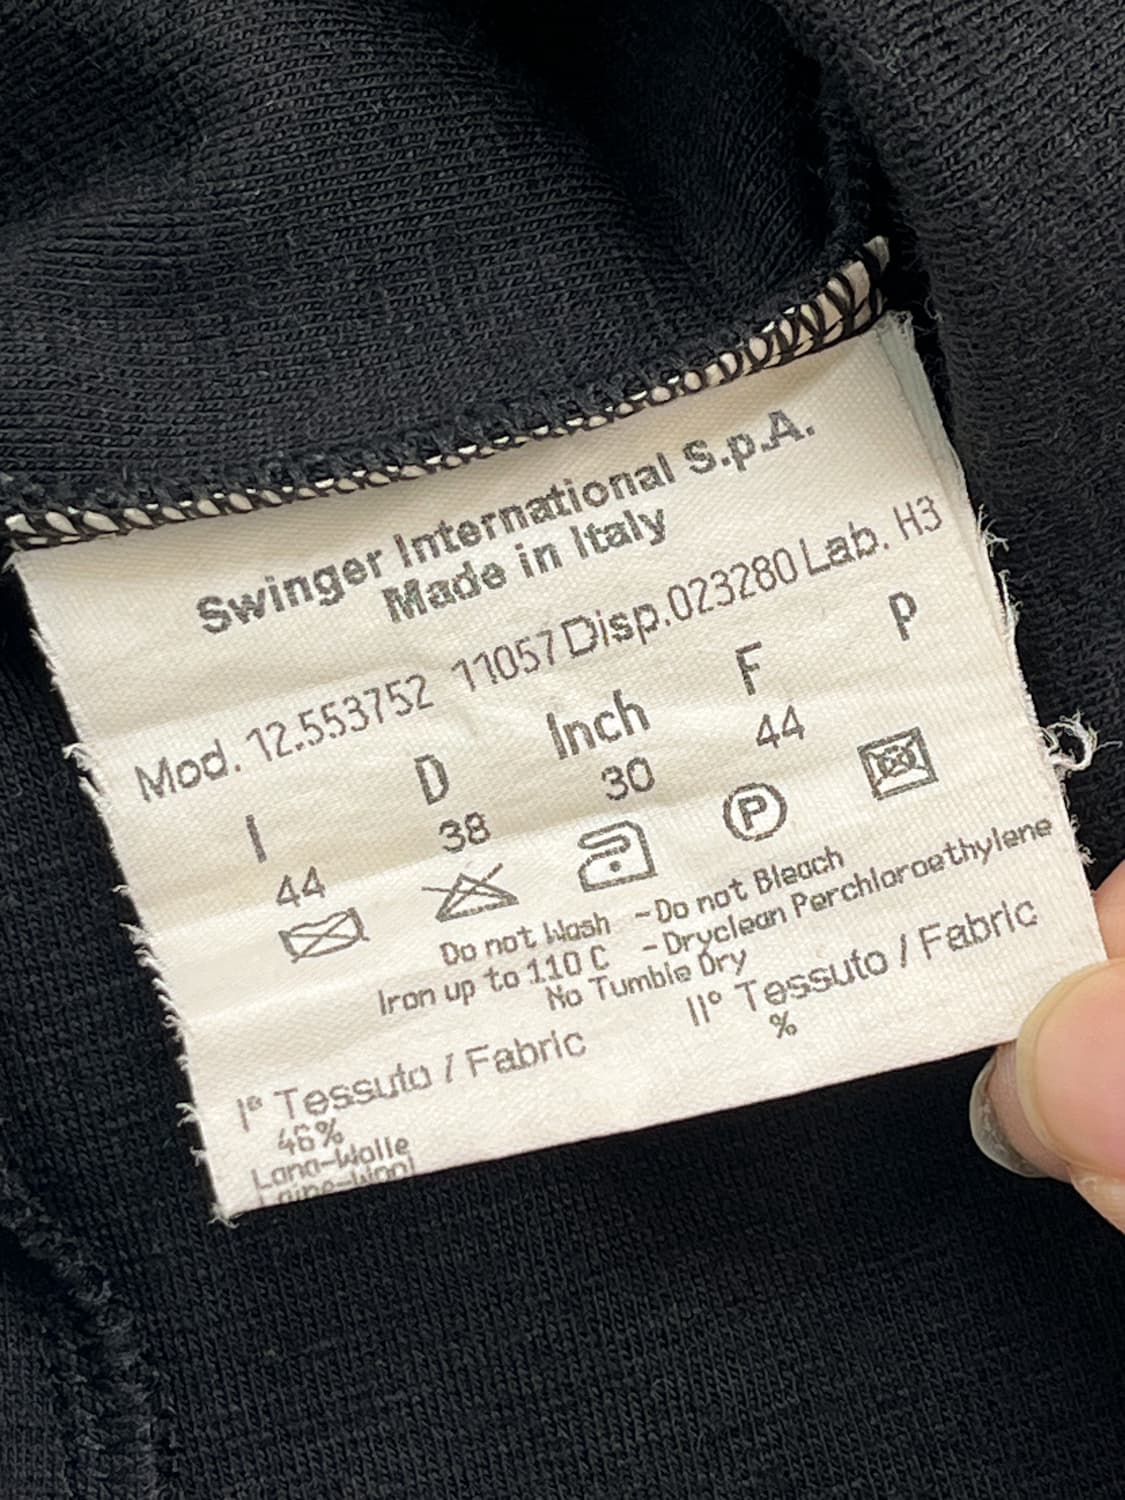 Swinger International S.p.A.
Made in Italy
Mod. 12.553752 11057 Disp.023280 Lab. H3
I D Inch F P
44 38 30 44
P
Do not Wash - Do not Bleach
Iron up to 110 C - Dryclean Perchloroethylene
No Tumble Dry
I° Tessuto / Fabric II° Tessuto / Fabric
46% %
Lana-Wolle
Laine-Wool